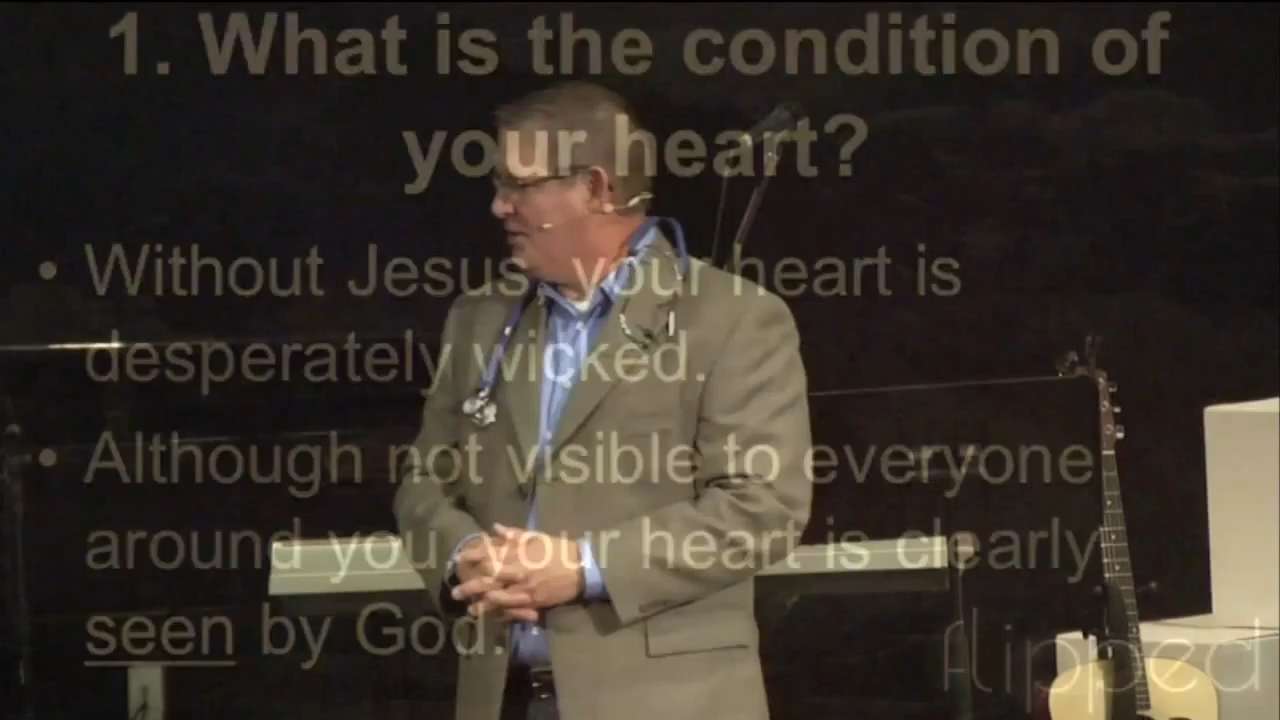 1. What is the condition of
your heart?
• Without Jesus, your heart is
desperately wicked.
• Although not visible to everyone
around you, your heart is clearly
seen by God.
flipped